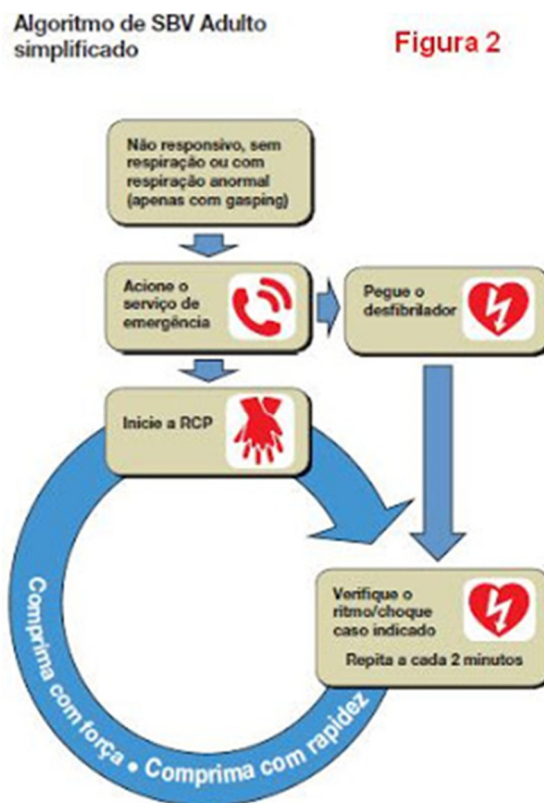 Algoritmo de SBV Adulto
simplificado
Figura 2
Não responsivo, sem
respiração ou com
respiração anormal
(apenas com gasping)
Acione o
serviço de
emergência
Pegue o
desfibrilador
Inicie a RCP
Verifique o
ritmo/choque
caso indicado
Repita a cada 2 minutos
Comprima com força • Comprima com rapidez